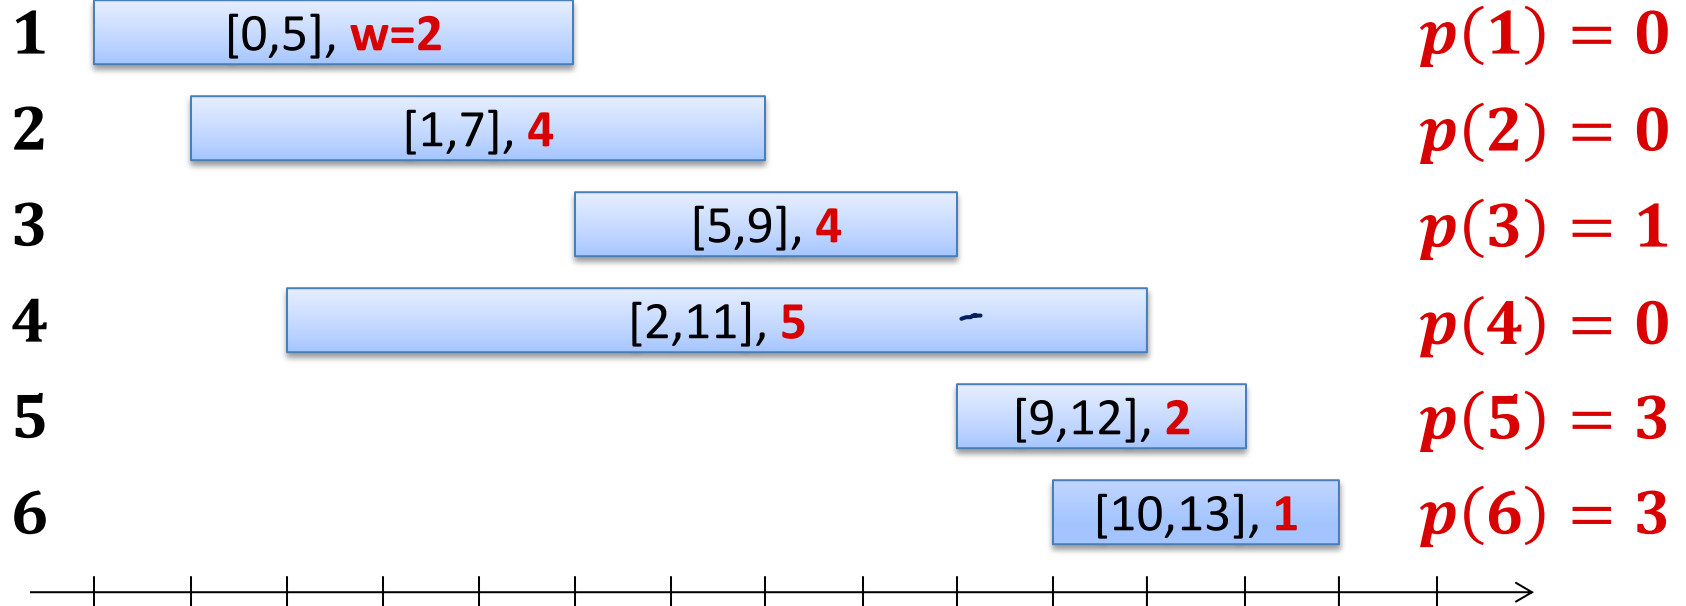 1 [0,5], w=2 p(1) = 0
2 [1,7], 4 p(2) = 0
3 [5,9], 4 p(3) = 1
4 [2,11], 5 p(4) = 0
5 [9,12], 2 p(5) = 3
6 [10,13], 1 p(6) = 3